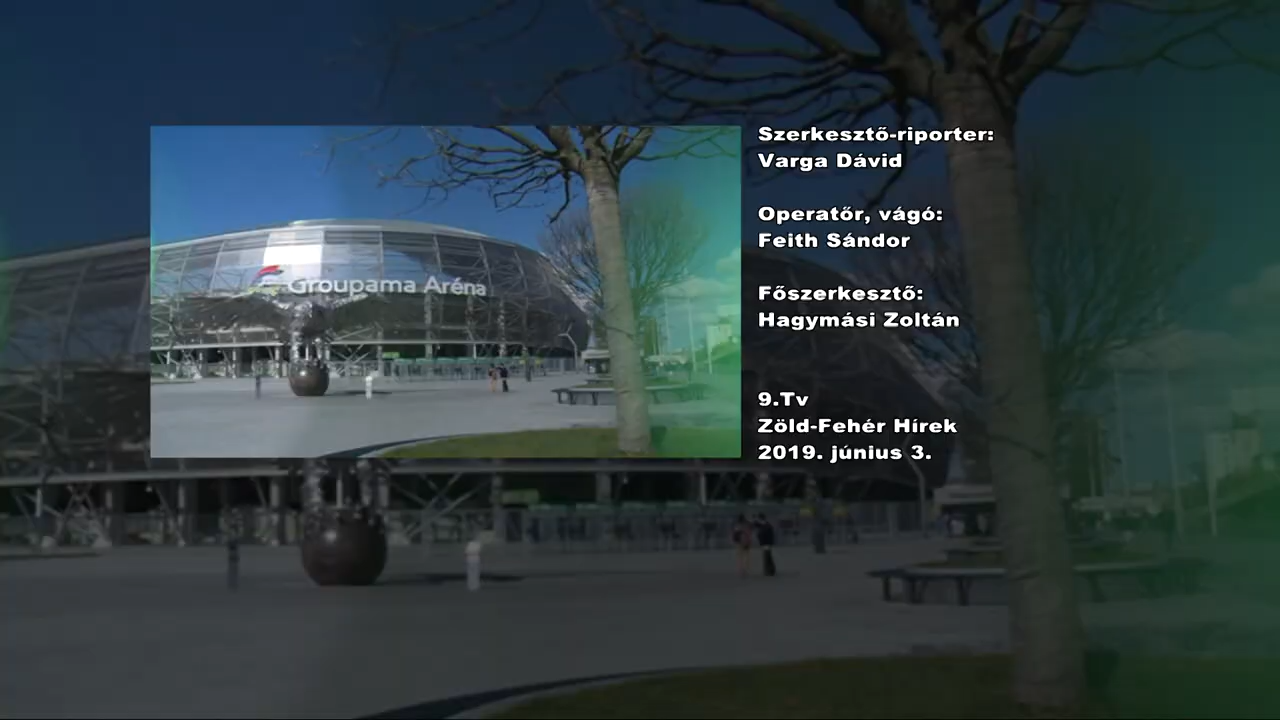 Groupama Aréna
Szerkesztő-riporter:
Varga Dávid
Operatőr, vágó:
Feith Sándor
Főszerkesztő:
Hagymási Zoltán
9.Tv
Zöld-Fehér Hírek
2019. június 3.